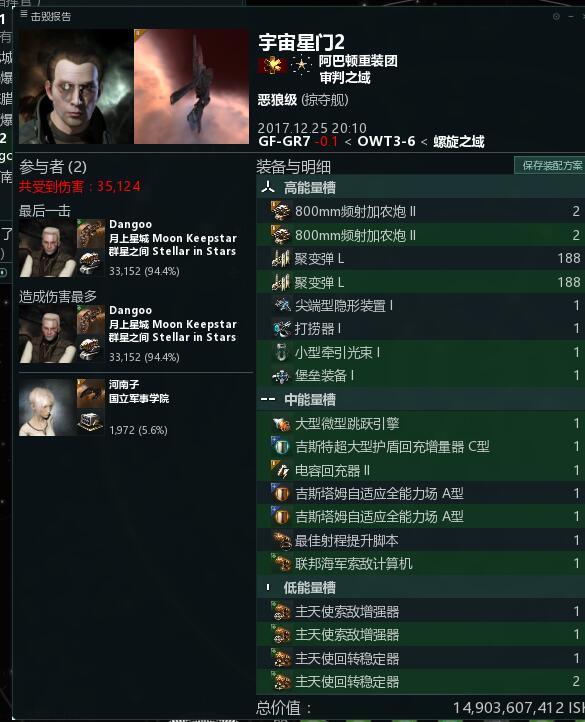 击毁报告
宇宙星门2
阿巴顿重装团
审判之域
恶狼级 (掠夺舰)
2017.12.25 20:10
GF-GR7 -0.1 < OWT3-6 < 螺旋之域
参与者 (2)
共受到伤害：35,124
最后一击
Dangoo
月上星城 Moon Keepstar
群星之间 Stellar in Stars
33,152 (94.4%)
造成伤害最多
Dangoo
月上星城 Moon Keepstar
群星之间 Stellar in Stars
33,152 (94.4%)
河南子
国立军事学院
1,972 (5.6%)
装备与明细
保存装配方案
高能量槽
800mm频射加农炮 II 2
800mm频射加农炮 II 2
聚变弹 L 188
聚变弹 L 188
尖端型隐形装置 I 1
打捞器 I 1
小型牵引光束 I 1
堡垒装备 I 1
中能量槽
大型微型跳跃引擎 1
吉斯特超大型护盾回充增量器 C型 1
电容回充器 II 1
吉斯塔姆自适应全能力场 A型 1
吉斯塔姆自适应全能力场 A型 1
最佳射程提升脚本 1
联邦海军索敌计算机 1
低能量槽
主天使索敌增强器 1
主天使索敌增强器 1
主天使回转稳定器 1
主天使回转稳定器 2
总价值： 14,903,607,412 ISK